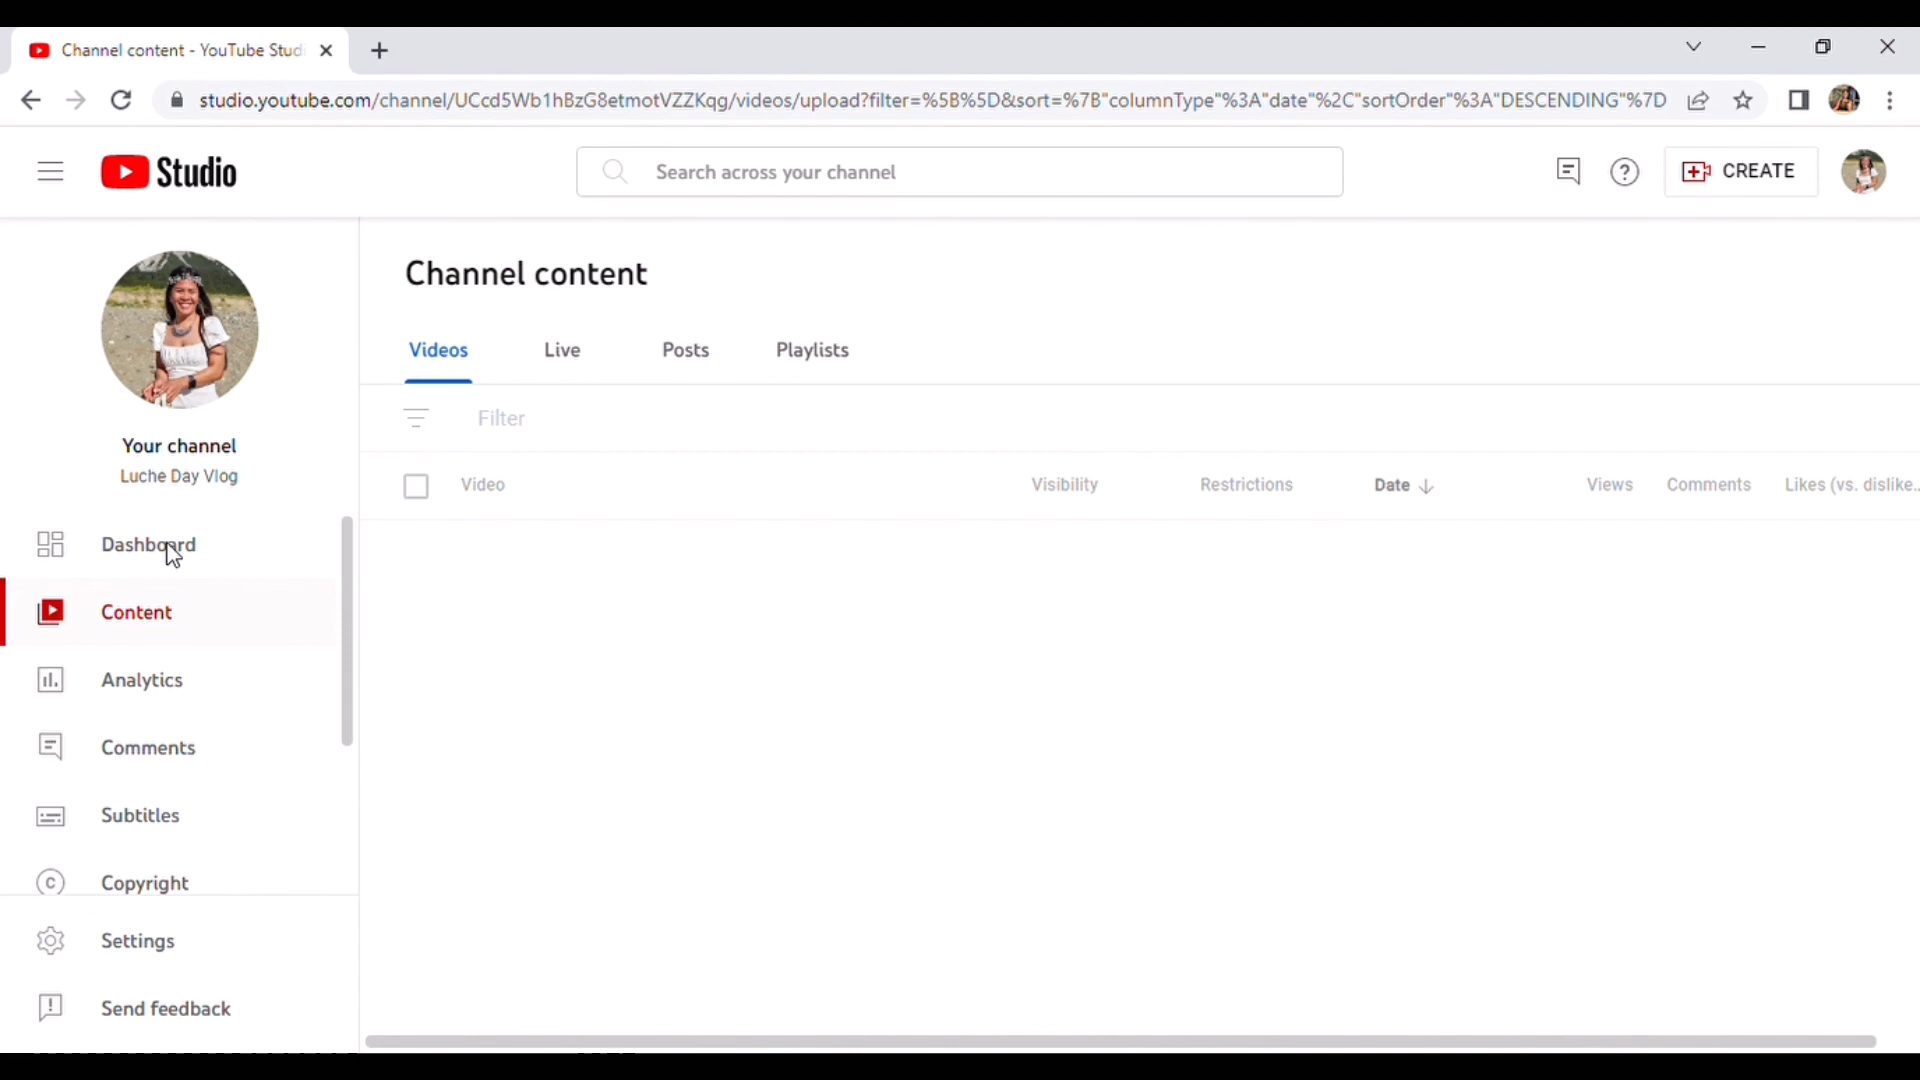 Channel content - YouTube Stud
studio.youtube.com/channel/UCcd5Wb1hBzG8etmotVZZKqg/videos/upload?filter=%5B%5D&sort=%7B"columnType"%3A"date"%2C"sortOrder"%3A"DESCENDING"%7D
Studio
Search across your channel
CREATE
Your channel
Luche Day Vlog
Dashboard
Content
Analytics
Comments
Subtitles
Copyright
Settings
Send feedback
Channel content
Videos Live Posts Playlists
Filter
Video Visibility Restrictions Date Views Comments Likes (vs. dislike...